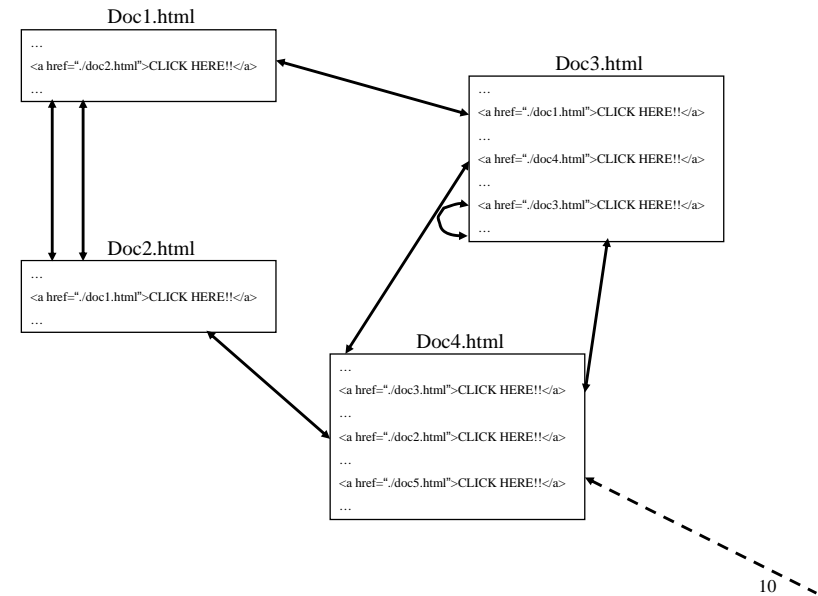 Doc1.html
…
<a href=“./doc2.html”>CLICK HERE!!</a>
…
Doc3.html
…
<a href=“./doc1.html”>CLICK HERE!!</a>
…
<a href=“./doc4.html”>CLICK HERE!!</a>
…
<a href=“./doc3.html”>CLICK HERE!!</a>
…
Doc2.html
…
<a href=“./doc1.html”>CLICK HERE!!</a>
…
Doc4.html
…
<a href=“./doc3.html”>CLICK HERE!!</a>
…
<a href=“./doc2.html”>CLICK HERE!!</a>
…
<a href=“./doc5.html”>CLICK HERE!!</a>
…
10